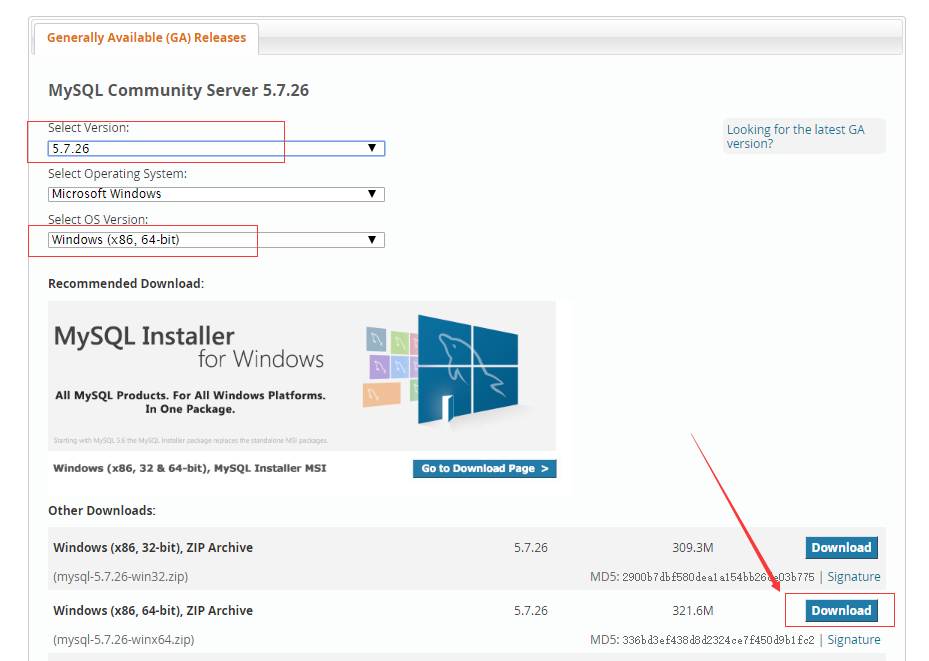 Generally Available (GA) Releases
MySQL Community Server 5.7.26
Select Version:
5.7.26
Looking for the latest GA
version?
Select Operating System:
Microsoft Windows
Select OS Version:
Windows (x86, 64-bit)
Recommended Download:
MySQL Installer
for Windows
All MySQL Products. For All Windows Platforms.
In One Package.
Starting with MySQL 5.6 the MySQL Installer package replaces the standalone MSI packages.
Windows (x86, 32 & 64-bit), MySQL Installer MSI
Go to Download Page >
Other Downloads:
Windows (x86, 32-bit), ZIP Archive 5.7.26 309.3M Download
(mysql-5.7.26-win32.zip) MD5: | Signature
Windows (x86, 64-bit), ZIP Archive 5.7.26 321.6M Download
(mysql-5.7.26-winx64.zip) MD5: 336bd3ef438d8d2324ce7f450d9b1fc2 | Signature